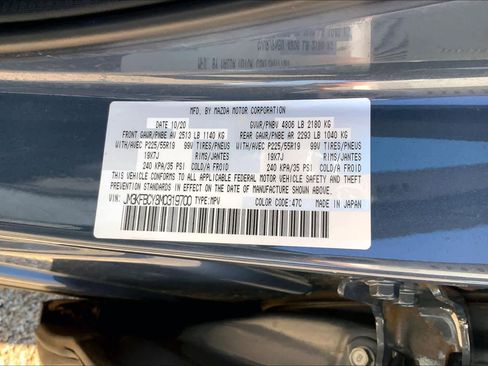 MFD. BY MAZDA MOTOR CORPORATION
DATE 10/20 GVWR/PNBV 4806 LB 2180 KG
FRONT GAWR/PNBE AV 2513 LB 1140 KG REAR GAWR/PNBE AR 2293 LB 1040 KG
WITH/AVEC P225/55R19 99V TIRES/PNEUS WITH/AVEC P225/55R19 99V TIRES/PNEUS
19X7J RIMS/JANTES 19X7J RIMS/JANTES
240 KPA/35 PSI COLD/A FROID 240 KPA/35 PSI COLD/A FROID
THIS VEHICLE CONFORMS TO ALL APPLICABLE FEDERAL MOTOR VEHICLE SAFETY, BUMPER, AND THEFT
PREVENTION STANDARDS IN EFFECT ON THE DATE OF MANUFACTURE SHOWN ABOVE.
VIN: JM3KFBCY3M0319700 TYPE:MPV COLOR CODE:47C MADE IN JAPAN